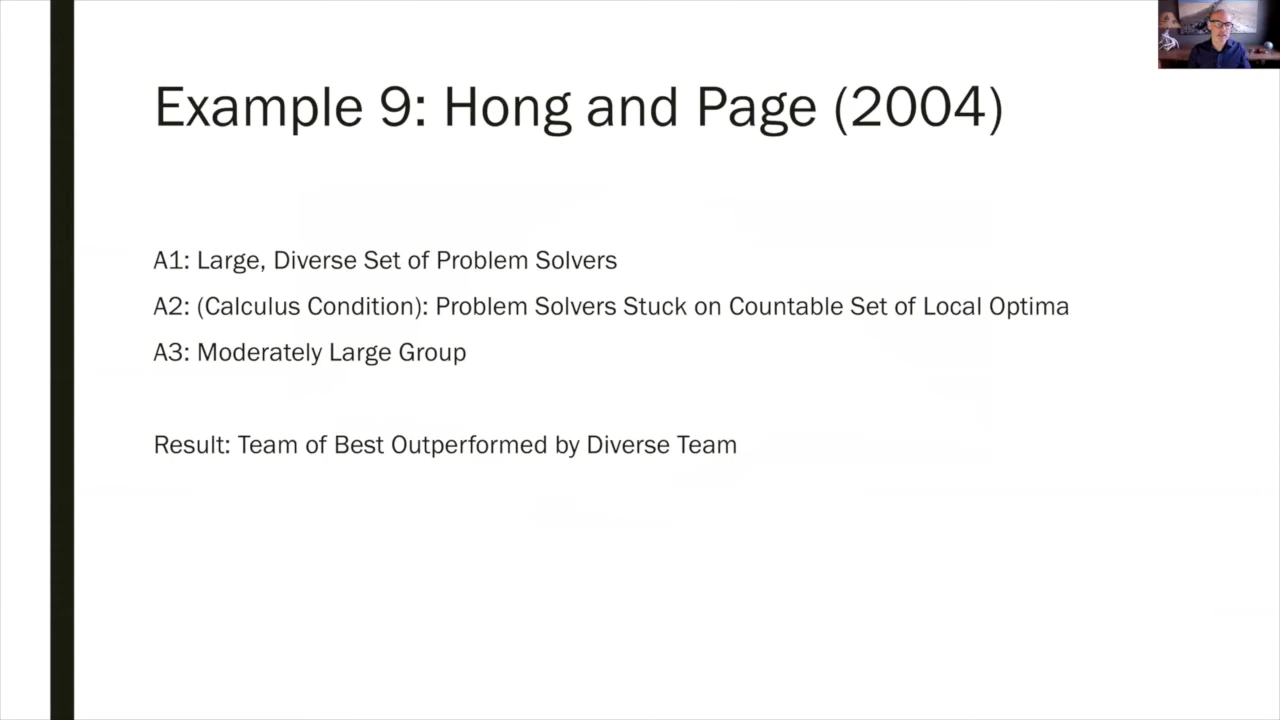 Example 9: Hong and Page (2004)
A1: Large, Diverse Set of Problem Solvers
A2: (Calculus Condition): Problem Solvers Stuck on Countable Set of Local Optima
A3: Moderately Large Group
Result: Team of Best Outperformed by Diverse Team